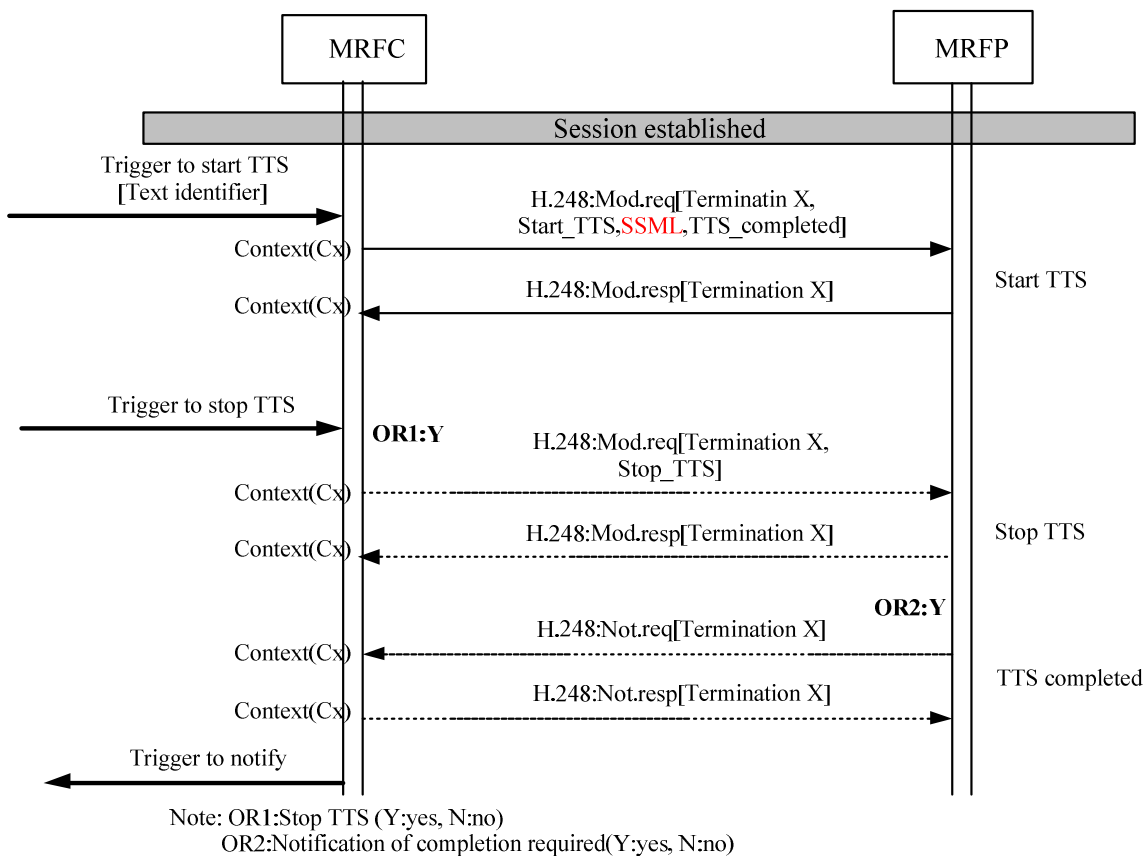 MRFC
MRFP
Session established
Trigger to start TTS
[Text identifier]
H.248:Mod.req[Terminatin X,
Start_TTS,SSML,TTS_completed]
Context(Cx)
Start TTS
H.248:Mod.resp[Termination X]
Context(Cx)
Trigger to stop TTS
OR1:Y
H.248:Mod.req[Termination X,
Stop_TTS]
Context(Cx)
H.248:Mod.resp[Termination X]
Stop TTS
Context(Cx)
OR2:Y
H.248:Not.req[Termination X]
Context(Cx)
TTS completed
H.248:Not.resp[Termination X]
Context(Cx)
Trigger to notify
Note: OR1:Stop TTS (Y:yes, N:no)
OR2:Notification of completion required(Y:yes, N:no)